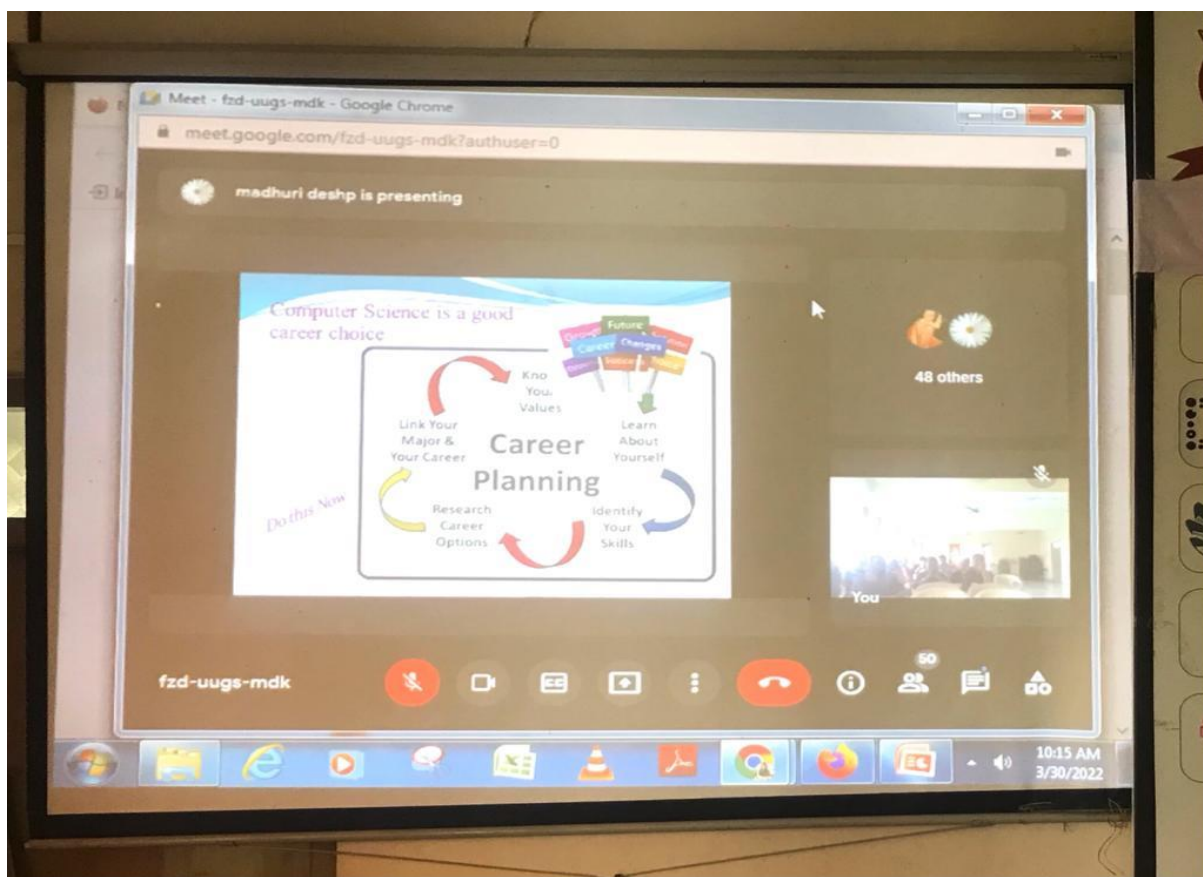 Meet - fzd-uugs-mdk - Google Chrome
meet.google.com/fzd-uugs-mdk?authuser=0
madhuri deshp is presenting
Computer Science is a good
career choice
Future
Career
Changes
Kno
You
Values
Learn
About
Yourself
Identify
Your
Skills
Research
Career
Options
Link Your
Major &
Your Career
Career
Planning
Do this Now
48 others
You
fzd-uugs-mdk
CC
50
10:15 AM
3/30/2022